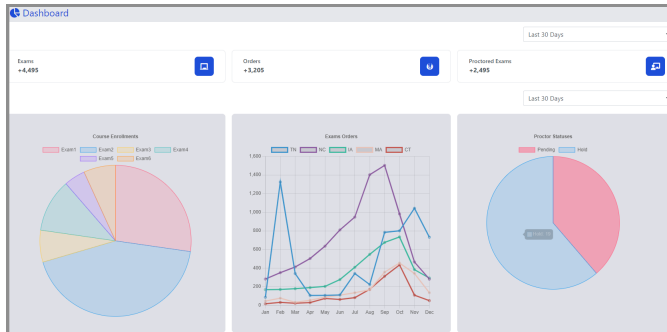 Dashboard
Last 30 Days
Exams
+4,495
Orders
+3,205
Proctored Exams
+2,495
Last 30 Days
Course Enrollments
Exam1 Exam2 Exam3 Exam4
Exam5 Exam6
Exams Orders
TN NC IA MA CT
1,600
1,400
1,200
1,000
800
600
400
200
0
Jan Feb Mar Apr May Jun Jul Aug Sep Oct Nov Dec
Proctor Statuses
Pending Held